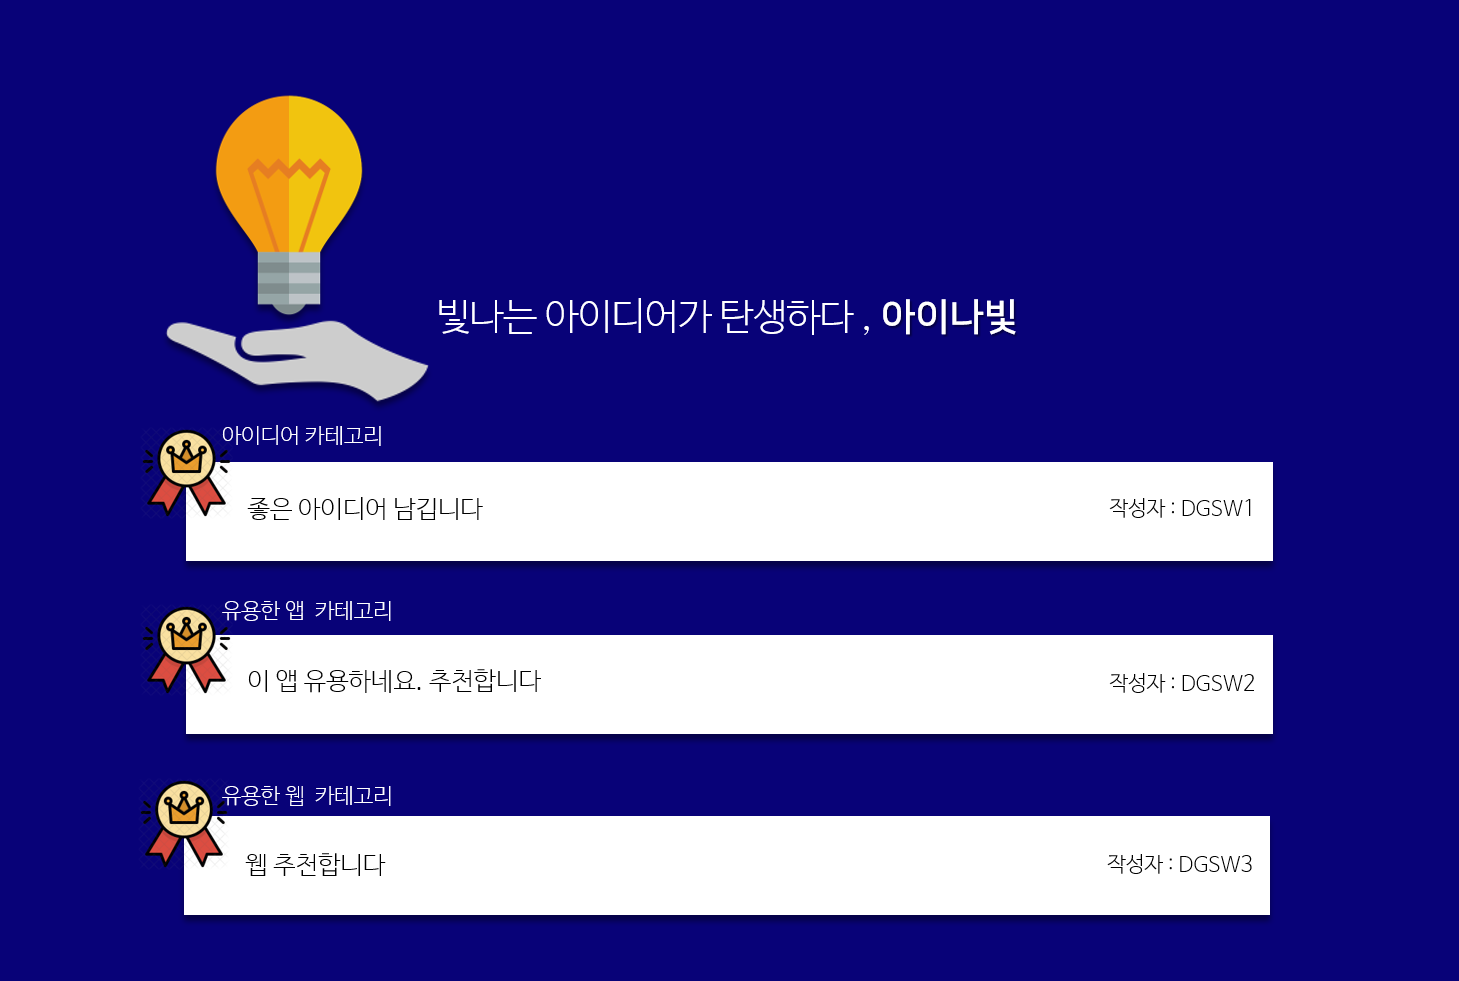 빛나는 아이디어가 탄생하다 , 아이나빛
아이디어 카테고리
좋은 아이디어 남깁니다
작성자 : DGSW1
유용한 앱 카테고리
이 앱 유용하네요. 추천합니다
작성자 : DGSW2
유용한 웹 카테고리
웹 추천합니다
작성자 : DGSW3